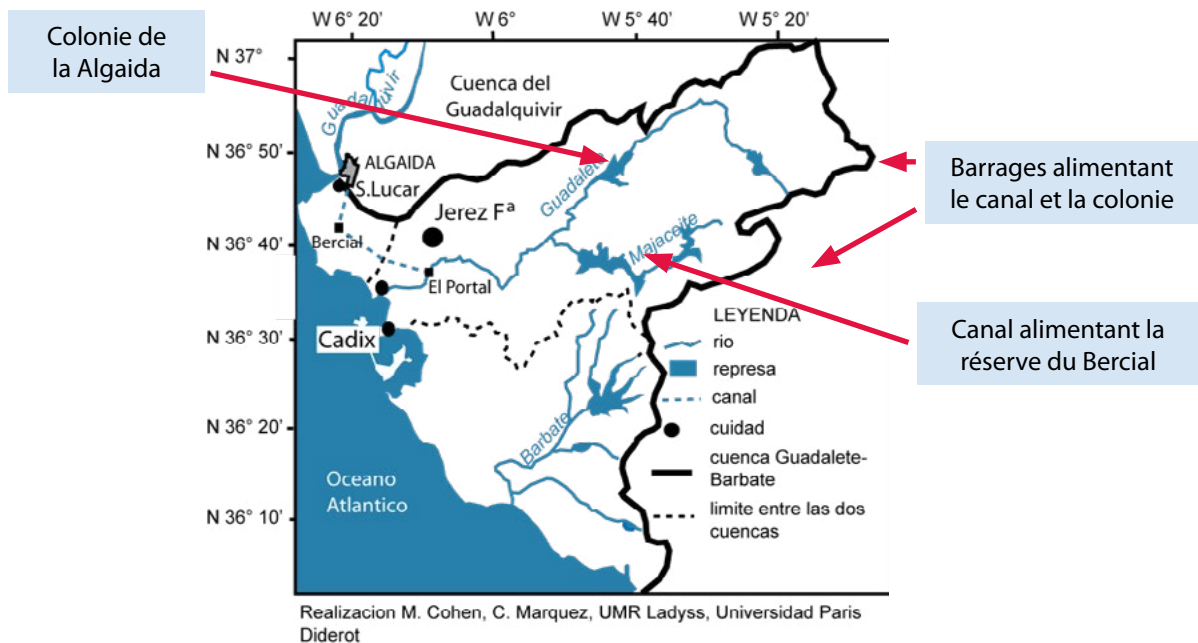 W 6° 20'
W 6°
W 5° 40'
W 5° 20'
Colonie de
la Algaida
N 37°
Cuenca del
Guadalquivir
Guadalquivir
N 36° 50'
ALGAIDA
S.Lucar
Guadalete
Barrages alimentant
le canal et la colonie
Jerez Fª
N 36° 40'
Bercial
Majaceite
El Portal
N 36° 30'
Cadix
LEYENDA
rio
represa
canal
cuidad
cuenca Guadalete-
Barbate
limite entre las dos
cuencas
Canal alimentant la
réserve du Bercial
N 36° 20'
Barbate
Oceano
Atlantico
N 36° 10'
Realizacion M. Cohen, C. Marquez, UMR Ladyss, Universidad Paris
Diderot